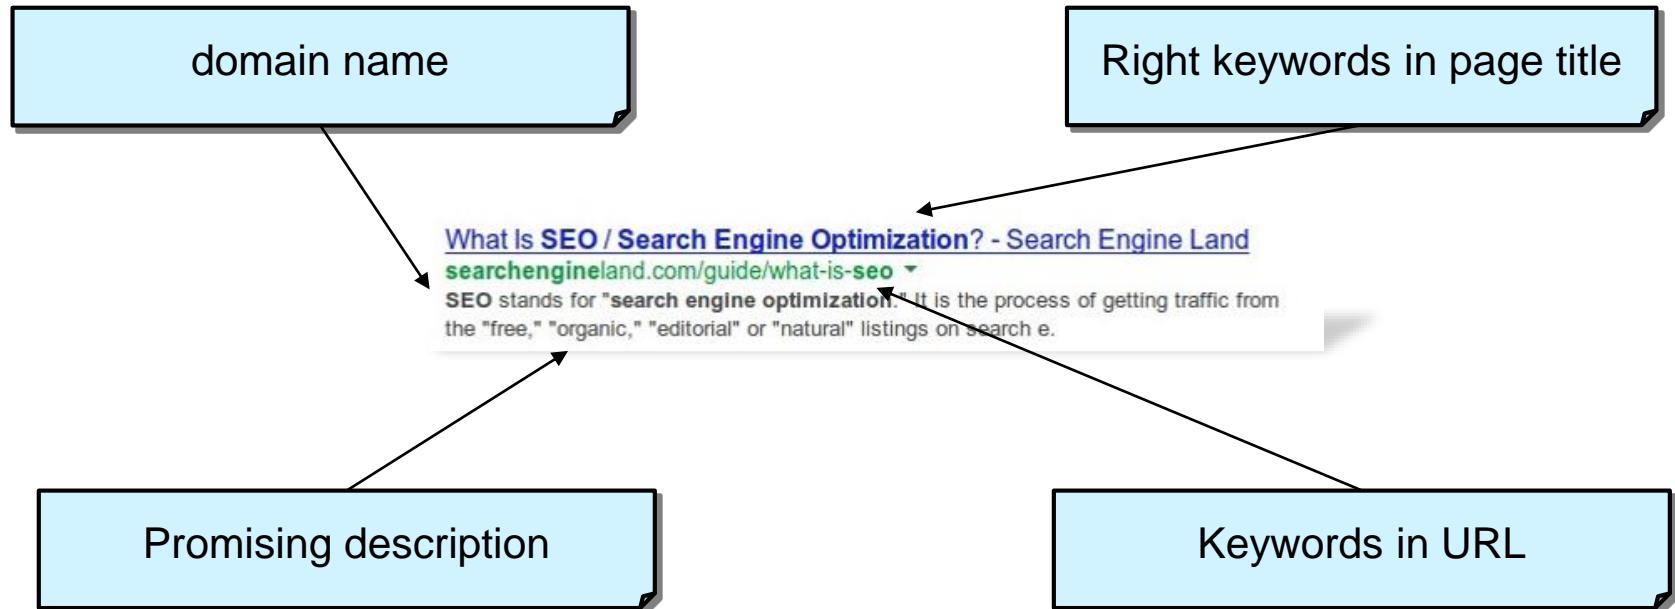 domain name
Right keywords in page title
What Is SEO / Search Engine Optimization? - Search Engine Land
searchengineland.com/guide/what-is-seo
SEO stands for "search engine optimization." It is the process of getting traffic from
the "free," "organic," "editorial" or "natural" listings on search e.
Promising description
Keywords in URL